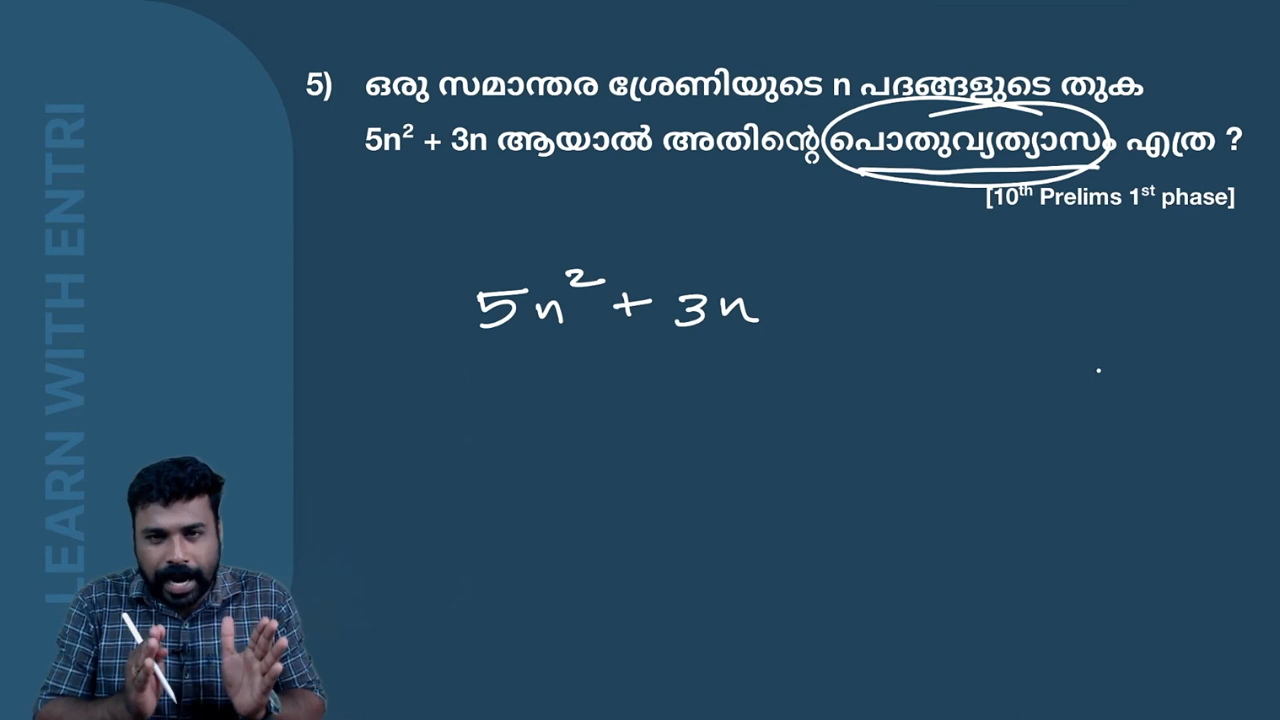 5) ഒരു സമാന്തര ശ്രേണിയുടെ n പദങ്ങളുടെ തുക
5n² + 3n ആയാൽ അതിന്റെ പൊതുവ്യത്യാസം എത്ര ?
[10th Prelims 1st phase]
5n² + 3n
LEARN WITH ENTRI